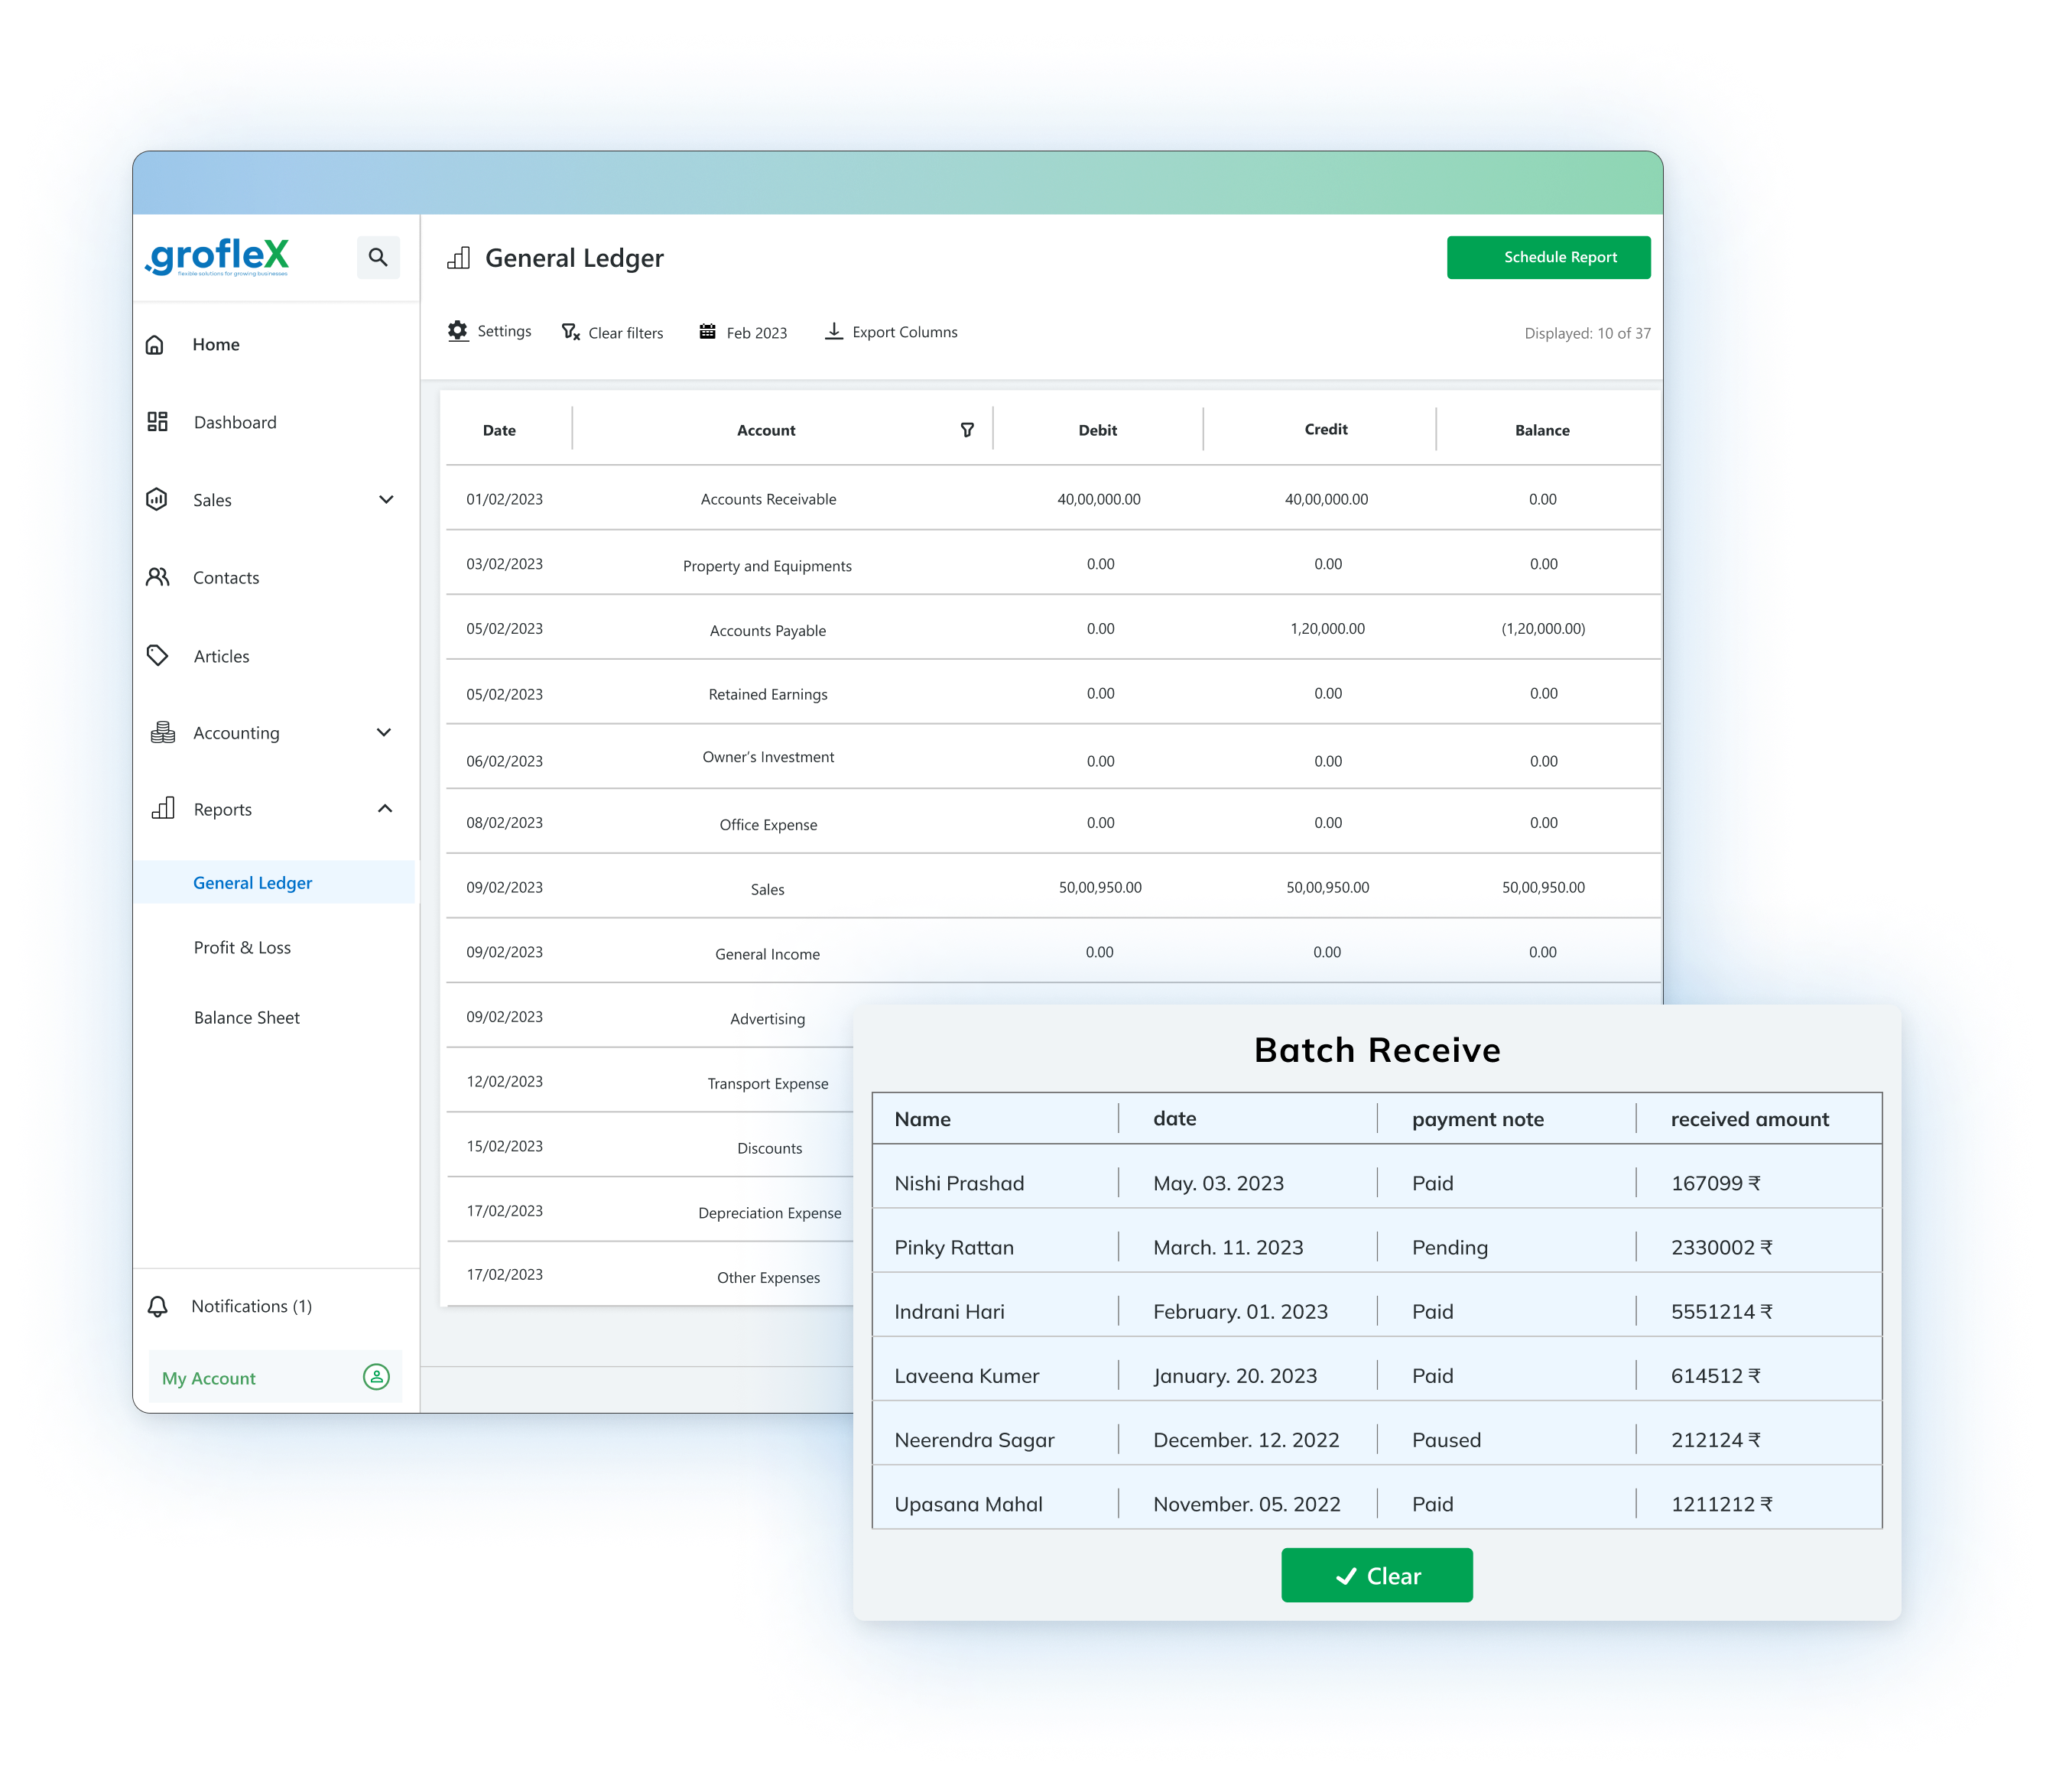 .grofleX
flexible solutions for growing businesses
Home
Dashboard
Sales
Contacts
Articles
Accounting
Reports
General Ledger
Profit & Loss
Balance Sheet
Notifications (1)
My Account
General Ledger
Schedule Report
Settings Clear filters Feb 2023 Export Columns Displayed: 10 of 37
Date Account Debit Credit Balance
01/02/2023 Accounts Receivable 40,00,000.00 40,00,000.00 0.00
03/02/2023 Property and Equipments 0.00 0.00 0.00
05/02/2023 Accounts Payable 0.00 1,20,000.00 (1,20,000.00)
05/02/2023 Retained Earnings 0.00 0.00 0.00
06/02/2023 Owner’s Investment 0.00 0.00 0.00
08/02/2023 Office Expense 0.00 0.00 0.00
09/02/2023 Sales 50,00,950.00 50,00,950.00 50,00,950.00
09/02/2023 General Income 0.00 0.00 0.00
09/02/2023 Advertising
12/02/2023 Transport Expense
15/02/2023 Discounts
17/02/2023 Depreciation Expense
17/02/2023 Other Expenses
Batch Receive
Name date payment note received amount
Nishi Prashad May. 03. 2023 Paid 167099 ₹
Pinky Rattan March. 11. 2023 Pending 2330002 ₹
Indrani Hari February. 01. 2023 Paid 5551214 ₹
Laveena Kumer January. 20. 2023 Paid 614512 ₹
Neerendra Sagar December. 12. 2022 Paused 212124 ₹
Upasana Mahal November. 05. 2022 Paid 1211212 ₹
Clear